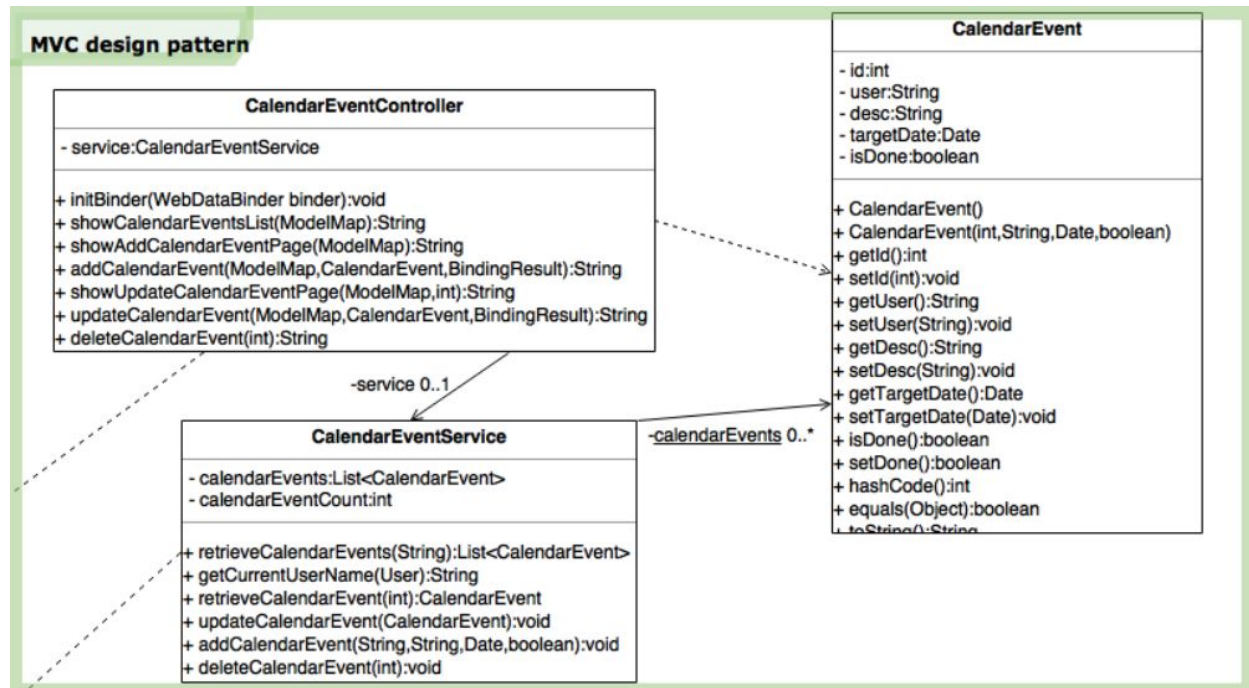 MVC design pattern
CalendarEventController
- service:CalendarEventService
+ initBinder(WebDataBinder binder):void
+ showCalendarEventsList(ModelMap):String
+ showAddCalendarEventPage(ModelMap):String
+ addCalendarEvent(ModelMap,CalendarEvent,BindingResult):String
+ showUpdateCalendarEventPage(ModelMap,int):String
+ updateCalendarEvent(ModelMap,CalendarEvent,BindingResult):String
+ deleteCalendarEvent(int):String
-service 0..1
CalendarEventService
- calendarEvents:List<CalendarEvent>
- calendarEventCount:int
+ retrieveCalendarEvents(String):List<CalendarEvent>
+ getCurrentUserName(User):String
+ retrieveCalendarEvent(int):CalendarEvent
+ updateCalendarEvent(CalendarEvent):void
+ addCalendarEvent(String,String,Date,boolean):void
+ deleteCalendarEvent(int):void
-calendarEvents 0..*
CalendarEvent
- id:int
- user:String
- desc:String
- targetDate:Date
- isDone:boolean
+ CalendarEvent()
+ CalendarEvent(int,String,Date,boolean)
+ getId():int
+ setId(int):void
+ getUser():String
+ setUser(String):void
+ getDesc():String
+ setDesc(String):void
+ getTargetDate():Date
+ setTargetDate(Date):void
+ isDone():boolean
+ setDone():boolean
+ hashCode():int
+ equals(Object):boolean
+ toString():String